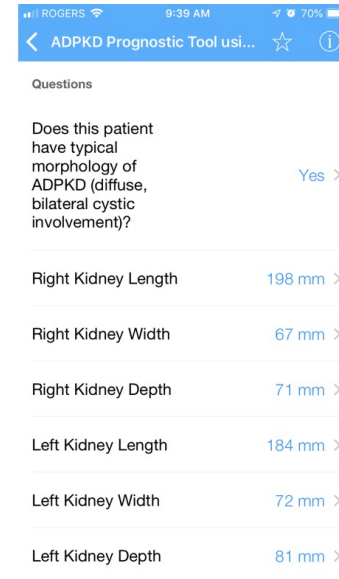 ROGERS 9:39 AM 70%
ADPKD Prognostic Tool usi...
Questions
Does this patient
have typical
morphology of
ADPKD (diffuse,
bilateral cystic
involvement)?
Yes
Right Kidney Length 198 mm
Right Kidney Width 67 mm
Right Kidney Depth 71 mm
Left Kidney Length 184 mm
Left Kidney Width 72 mm
Left Kidney Depth 81 mm